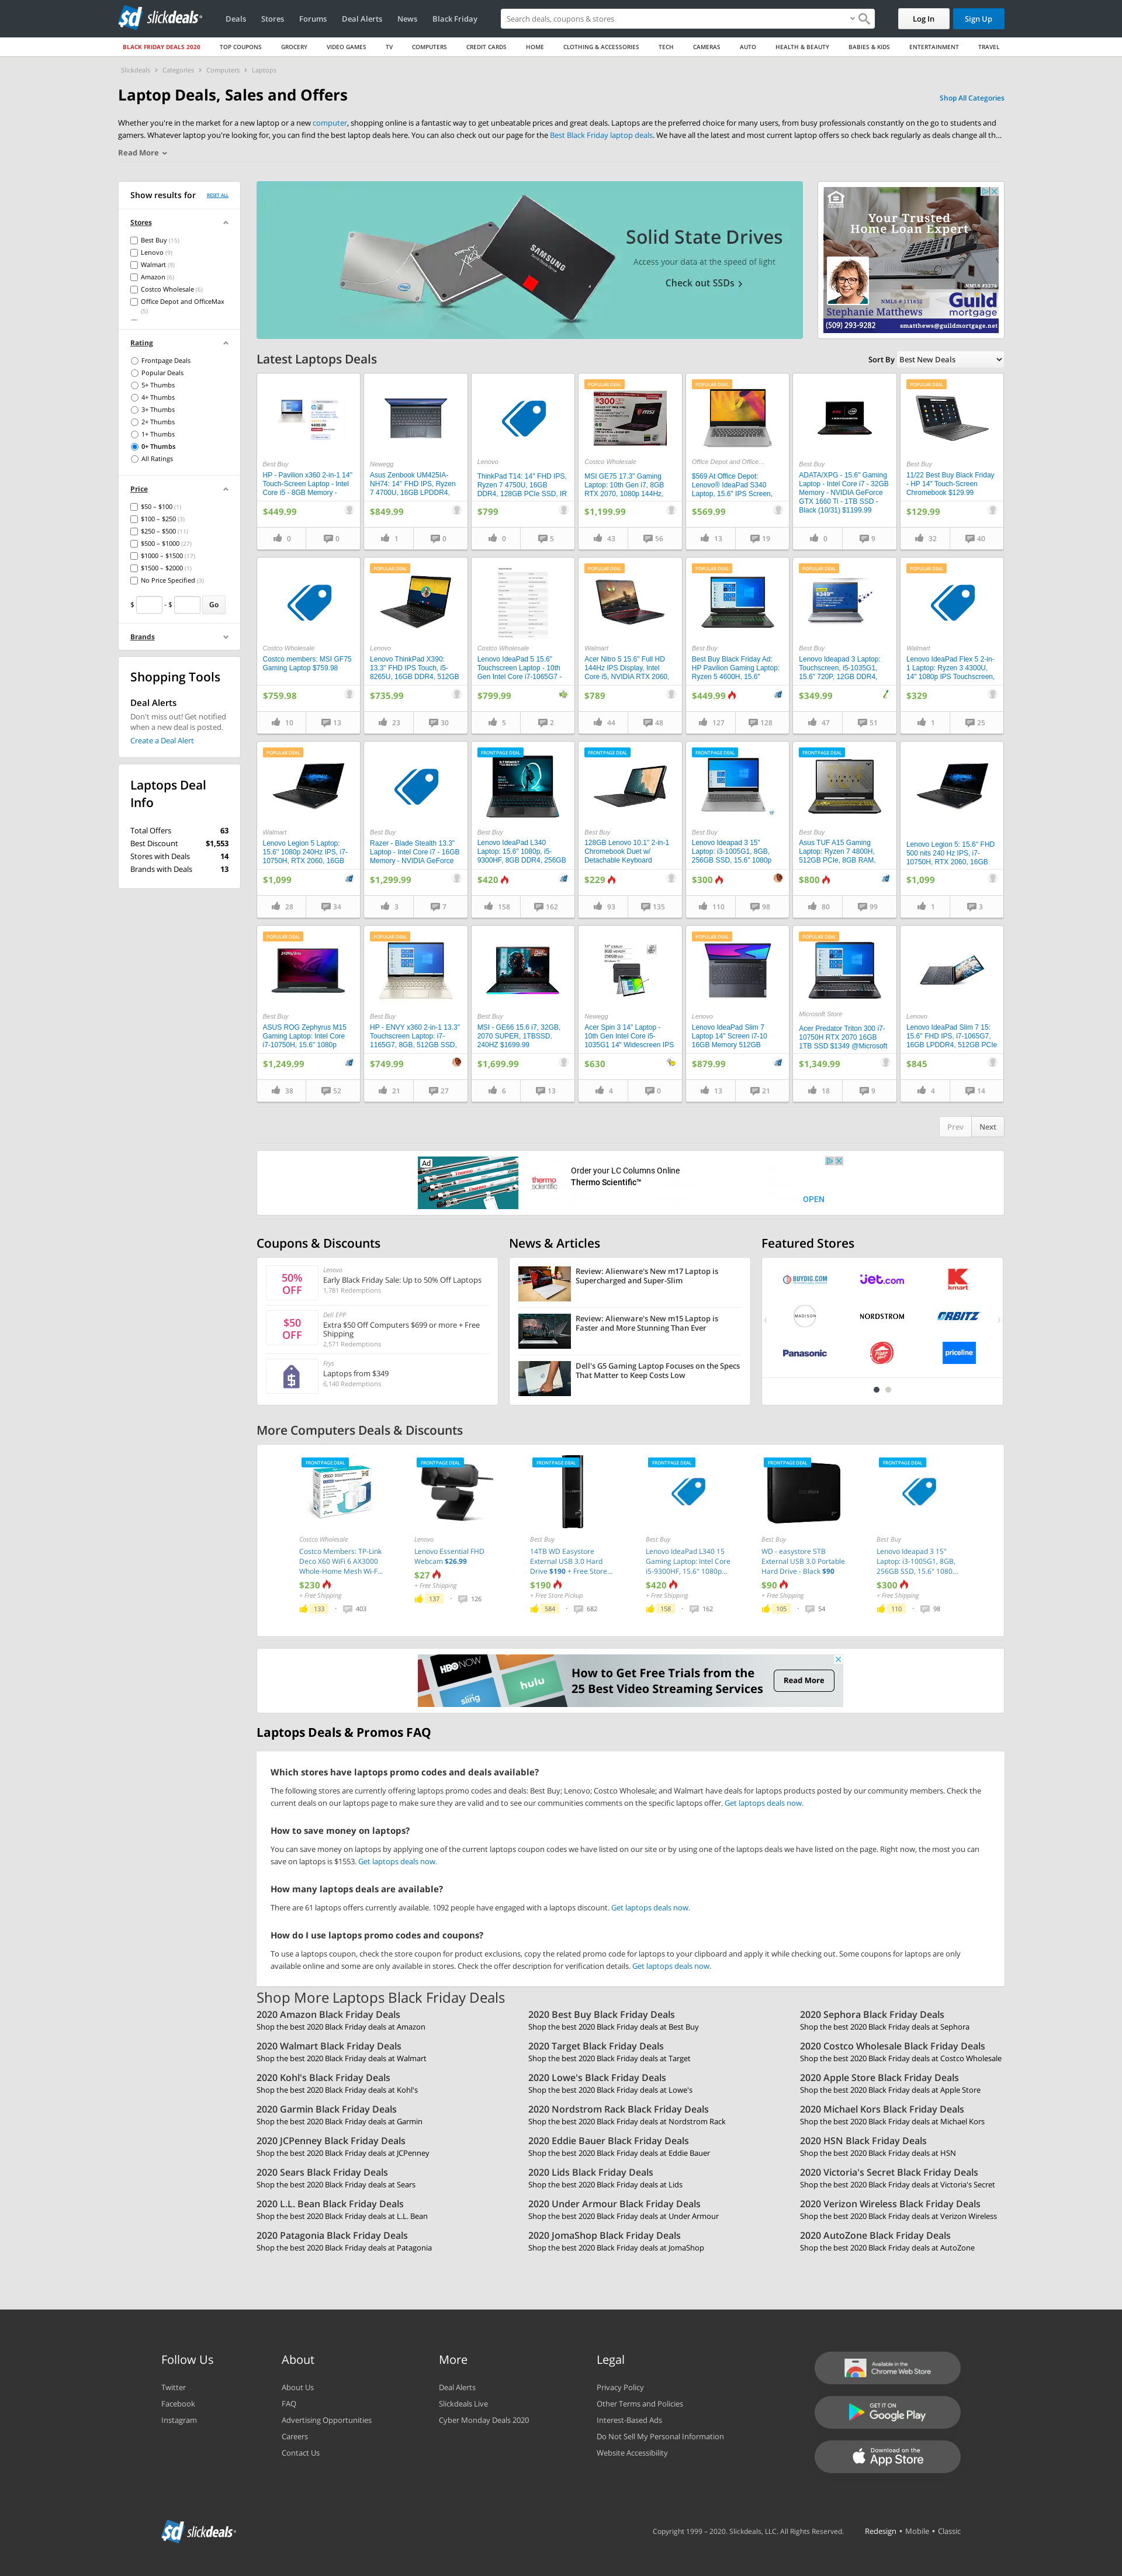 slickdeals
Deals Stores Forums Deal Alerts News Black Friday
Search deals, coupons & stores
Log In
Sign Up
BLACK FRIDAY DEALS 2020 TOP COUPONS GROCERY VIDEO GAMES TV COMPUTERS CREDIT CARDS HOME CLOTHING & ACCESSORIES TECH CAMERAS AUTO HEALTH & BEAUTY BABIES & KIDS ENTERTAINMENT TRAVEL
Slickdeals > Categories > Computers > Laptops
Laptop Deals, Sales and Offers
Shop All Categories
Whether you're in the market for a new laptop or a new computer, shopping online is a fantastic way to get unbeatable prices and great deals. Laptops are the preferred choice for many users, from busy professionals constantly on the go to students and
gamers. Whatever laptop you're looking for, you can find the best laptop deals here. You can also check out our page for the Best Black Friday laptop deals. We have all the latest and most current laptop offers so check back regularly as deals change all th...
Read More
Show results for RESET ALL
Stores
Best Buy (15)
Lenovo (9)
Walmart (9)
Amazon (6)
Costco Wholesale (6)
Office Depot and OfficeMax
(5)
Rating
Frontpage Deals
Popular Deals
5+ Thumbs
4+ Thumbs
3+ Thumbs
2+ Thumbs
1+ Thumbs
0+ Thumbs
All Ratings
Price
$50 – $100 (1)
$100 – $250 (3)
$250 – $500 (11)
$500 – $1000 (27)
$1000 – $1500 (17)
$1500 – $2000 (1)
No Price Specified (3)
$ - $ Go
Brands
Shopping Tools
Deal Alerts
Don't miss out! Get notified
when a new deal is posted.
Create a Deal Alert
Laptops Deal
Info
Total Offers 63
Best Discount $1,553
Stores with Deals 14
Brands with Deals 13
Solid State Drives
Access your data at the speed of light
Check out SSDs
SAMSUNG
Your Trusted
Home Loan Expert
NMLS #3274
NMLS # 111832
Stephanie Matthews
Guild
mortgage
(509) 293-9282 smatthews@guildmortgage.net
Latest Laptops Deals
Sort By Best New Deals
Best Buy
HP - Pavilion x360 2-in-1 14"
Touch-Screen Laptop - Intel
Core i5 - 8GB Memory -
$449.99
0 0
Newegg
Asus Zenbook UM425IA-
NH74: 14" FHD IPS, Ryzen
7 4700U, 16GB LPDDR4,
$849.99
1 0
Lenovo
ThinkPad T14: 14" FHD IPS,
Ryzen 7 4750U, 16GB
DDR4, 128GB PCIe SSD, IR
$799
0 5
POPULAR DEAL
Costco Wholesale
MSI GE75 17.3" Gaming
Laptop: 10th Gen i7, 8GB
RTX 2070, 1080p 144Hz,
$1,199.99
43 56
POPULAR DEAL
Office Depot and Office...
$569 At Office Depot:
Lenovo® IdeaPad S340
Laptop, 15.6" IPS Screen,
$569.99
13 19
Best Buy
ADATA/XPG - 15.6" Gaming
Laptop - Intel Core i7 - 32GB
Memory - NVIDIA GeForce
GTX 1660 Ti - 1TB SSD -
Black (10/31) $1199.99
0 9
POPULAR DEAL
Best Buy
11/22 Best Buy Black Friday
- HP 14" Touch-Screen
Chromebook $129.99
$129.99
32 40
Costco Wholesale
Costco members: MSI GF75
Gaming Laptop $759.98
$759.98
10 13
POPULAR DEAL
Lenovo
Lenovo ThinkPad X390:
13.3" FHD IPS Touch, i5-
8265U, 16GB DDR4, 512GB
$735.99
23 30
Costco Wholesale
Lenovo IdeaPad 5 15.6"
Touchscreen Laptop - 10th
Gen Intel Core i7-1065G7 -
$799.99
5 2
POPULAR DEAL
Walmart
Acer Nitro 5 15.6" Full HD
144Hz IPS Display, Intel
Core i5, NVIDIA RTX 2060,
$789
44 48
POPULAR DEAL
Best Buy
Best Buy Black Friday Ad:
HP Pavilion Gaming Laptop:
Ryzen 5 4600H, 15.6"
$449.99
127 128
POPULAR DEAL
Best Buy
Lenovo Ideapad 3 Laptop:
Touchscreen, i5-1035G1,
15.6" 720P, 12GB DDR4,
$349.99
47 51
POPULAR DEAL
Walmart
Lenovo IdeaPad Flex 5 2-in-
1 Laptop: Ryzen 3 4300U,
14" 1080p IPS Touchscreen,
$329
1 25
POPULAR DEAL
Walmart
Lenovo Legion 5 Laptop:
15.6" 1080p 240Hz IPS, i7-
10750H, RTX 2060, 16GB
$1,099
28 34
Best Buy
Razer - Blade Stealth 13.3"
Laptop - Intel Core i7 - 16GB
Memory - NVIDIA GeForce
$1,299.99
3 7
FRONTPAGE DEAL
Best Buy
Lenovo IdeaPad L340
Laptop: 15.6" 1080p, i5-
9300HF, 8GB DDR4, 256GB
$420
158 162
FRONTPAGE DEAL
Best Buy
128GB Lenovo 10.1" 2-in-1
Chromebook Duet w/
Detachable Keyboard
$229
93 135
FRONTPAGE DEAL
Best Buy
Lenovo Ideapad 3 15"
Laptop: i3-1005G1, 8GB,
256GB SSD, 15.6" 1080p
$300
110 98
FRONTPAGE DEAL
Best Buy
Asus TUF A15 Gaming
Laptop: Ryzen 7 4800H,
512GB PCIe, 8GB RAM,
$800
80 99
Lenovo Legion 5: 15.6" FHD
500 nits 240 Hz IPS, i7-
10750H, RTX 2060, 16GB
$1,099
1 3
POPULAR DEAL
Best Buy
ASUS ROG Zephyrus M15
Gaming Laptop: Intel Core
i7-10750H, 15.6" 1080p
$1,249.99
38 52
POPULAR DEAL
Best Buy
HP - ENVY x360 2-in-1 13.3"
Touchscreen Laptop: i7-
1165G7, 8GB, 512GB SSD,
$749.99
21 27
Best Buy
MSI - GE66 15.6 i7, 32GB,
2070 SUPER, 1TBSSD,
240HZ $1699.99
$1,699.99
6 13
Newegg
Acer Spin 3 14" Laptop -
10th Gen Intel Core i5-
1035G1 14" Widescreen IPS
$630
4 0
Lenovo
Lenovo IdeaPad Slim 7
Laptop 14" Screen i7-10
16GB Memory 512GB
$879.99
13 21
POPULAR DEAL
Microsoft Store
Acer Predator Triton 300 i7-
10750H RTX 2070 16GB
1TB SSD $1349 @Microsoft
$1,349.99
18 9
Lenovo
Lenovo IdeaPad Slim 7 15:
15.6" FHD IPS, i7-1065G7,
16GB LPDDR4, 512GB PCIe
$845
4 14
Prev Next
Ad
thermo
scientific
Order your LC Columns Online
Thermo Scientific™
OPEN
Coupons & Discounts
50%
OFF
Lenovo
Early Black Friday Sale: Up to 50% Off Laptops
1,781 Redemptions
$50
OFF
Dell EPP
Extra $50 Off Computers $699 or more + Free
Shipping
2,571 Redemptions
Frys
Laptops from $349
6,140 Redemptions
News & Articles
Review: Alienware's New m17 Laptop is
Supercharged and Super-Slim
Review: Alienware's New m15 Laptop is
Faster and More Stunning Than Ever
Dell's G5 Gaming Laptop Focuses on the Specs
That Matter to Keep Costs Low
Featured Stores
BUYDIG.COM jet.com kmart
MADISON NORDSTROM ORBITZ
Panasonic Pizza Hut priceline
More Computers Deals & Discounts
FRONTPAGE DEAL
Costco Wholesale
Costco Members: TP-Link
Deco X60 WiFi 6 AX3000
Whole-Home Mesh Wi-F...
$230
+ Free Shipping
133 403
FRONTPAGE DEAL
Lenovo
Lenovo Essential FHD
Webcam $26.99
$27
+ Free Shipping
137 126
FRONTPAGE DEAL
Best Buy
14TB WD Easystore
External USB 3.0 Hard
Drive $190 + Free Store...
$190
+ Free Store Pickup
584 682
FRONTPAGE DEAL
Best Buy
Lenovo IdeaPad L340 15
Gaming Laptop: Intel Core
i5-9300HF, 15.6" 1080p...
$420
+ Free Shipping
158 162
FRONTPAGE DEAL
Best Buy
WD - easystore 5TB
External USB 3.0 Portable
Hard Drive - Black $90
$90
+ Free Shipping
105 54
FRONTPAGE DEAL
Best Buy
Lenovo Ideapad 3 15"
Laptop: i3-1005G1, 8GB,
256GB SSD, 15.6" 1080...
$300
+ Free Shipping
110 98
HBO NOW
sling
hulu
How to Get Free Trials from the
25 Best Video Streaming Services
Read More
Laptops Deals & Promos FAQ
Which stores have laptops promo codes and deals available?
The following stores are currently offering laptops promo codes and deals: Best Buy; Lenovo; Costco Wholesale; and Walmart have deals for laptops products posted by our community members. Check the
current deals on our laptops page to make sure they are valid and to see our communities comments on the specific laptops offer. Get laptops deals now.
How to save money on laptops?
You can save money on laptops by applying one of the current laptops coupon codes we have listed on our site or by using one of the laptops deals we have listed on the page. Right now, the most you can
save on laptops is $1553. Get laptops deals now.
How many laptops deals are available?
There are 61 laptops offers currently available. 1092 people have engaged with a laptops discount. Get laptops deals now.
How do I use laptops promo codes and coupons?
To use a laptops coupon, check the store coupon for product exclusions, copy the related promo code for laptops to your clipboard and apply it while checking out. Some coupons for laptops are only
available online and some are only available in stores. Check the offer description for verification details. Get laptops deals now.
Shop More Laptops Black Friday Deals
2020 Amazon Black Friday Deals
Shop the best 2020 Black Friday deals at Amazon
2020 Best Buy Black Friday Deals
Shop the best 2020 Black Friday deals at Best Buy
2020 Sephora Black Friday Deals
Shop the best 2020 Black Friday deals at Sephora
2020 Walmart Black Friday Deals
Shop the best 2020 Black Friday deals at Walmart
2020 Target Black Friday Deals
Shop the best 2020 Black Friday deals at Target
2020 Costco Wholesale Black Friday Deals
Shop the best 2020 Black Friday deals at Costco Wholesale
2020 Kohl's Black Friday Deals
Shop the best 2020 Black Friday deals at Kohl's
2020 Lowe's Black Friday Deals
Shop the best 2020 Black Friday deals at Lowe's
2020 Apple Store Black Friday Deals
Shop the best 2020 Black Friday deals at Apple Store
2020 Garmin Black Friday Deals
Shop the best 2020 Black Friday deals at Garmin
2020 Nordstrom Rack Black Friday Deals
Shop the best 2020 Black Friday deals at Nordstrom Rack
2020 Michael Kors Black Friday Deals
Shop the best 2020 Black Friday deals at Michael Kors
2020 JCPenney Black Friday Deals
Shop the best 2020 Black Friday deals at JCPenney
2020 Eddie Bauer Black Friday Deals
Shop the best 2020 Black Friday deals at Eddie Bauer
2020 HSN Black Friday Deals
Shop the best 2020 Black Friday deals at HSN
2020 Sears Black Friday Deals
Shop the best 2020 Black Friday deals at Sears
2020 Lids Black Friday Deals
Shop the best 2020 Black Friday deals at Lids
2020 Victoria's Secret Black Friday Deals
Shop the best 2020 Black Friday deals at Victoria's Secret
2020 L.L. Bean Black Friday Deals
Shop the best 2020 Black Friday deals at L.L. Bean
2020 Under Armour Black Friday Deals
Shop the best 2020 Black Friday deals at Under Armour
2020 Verizon Wireless Black Friday Deals
Shop the best 2020 Black Friday deals at Verizon Wireless
2020 Patagonia Black Friday Deals
Shop the best 2020 Black Friday deals at Patagonia
2020 JomaShop Black Friday Deals
Shop the best 2020 Black Friday deals at JomaShop
2020 AutoZone Black Friday Deals
Shop the best 2020 Black Friday deals at AutoZone
Follow Us
Twitter
Facebook
Instagram
About
About Us
FAQ
Advertising Opportunities
Careers
Contact Us
More
Deal Alerts
Slickdeals Live
Cyber Monday Deals 2020
Legal
Privacy Policy
Other Terms and Policies
Interest-Based Ads
Do Not Sell My Personal Information
Website Accessibility
Available in the
Chrome Web Store
GET IT ON
Google Play
Download on the
App Store
slickdeals
Copyright 1999 – 2020. Slickdeals, LLC. All Rights Reserved. Redesign • Mobile • Classic